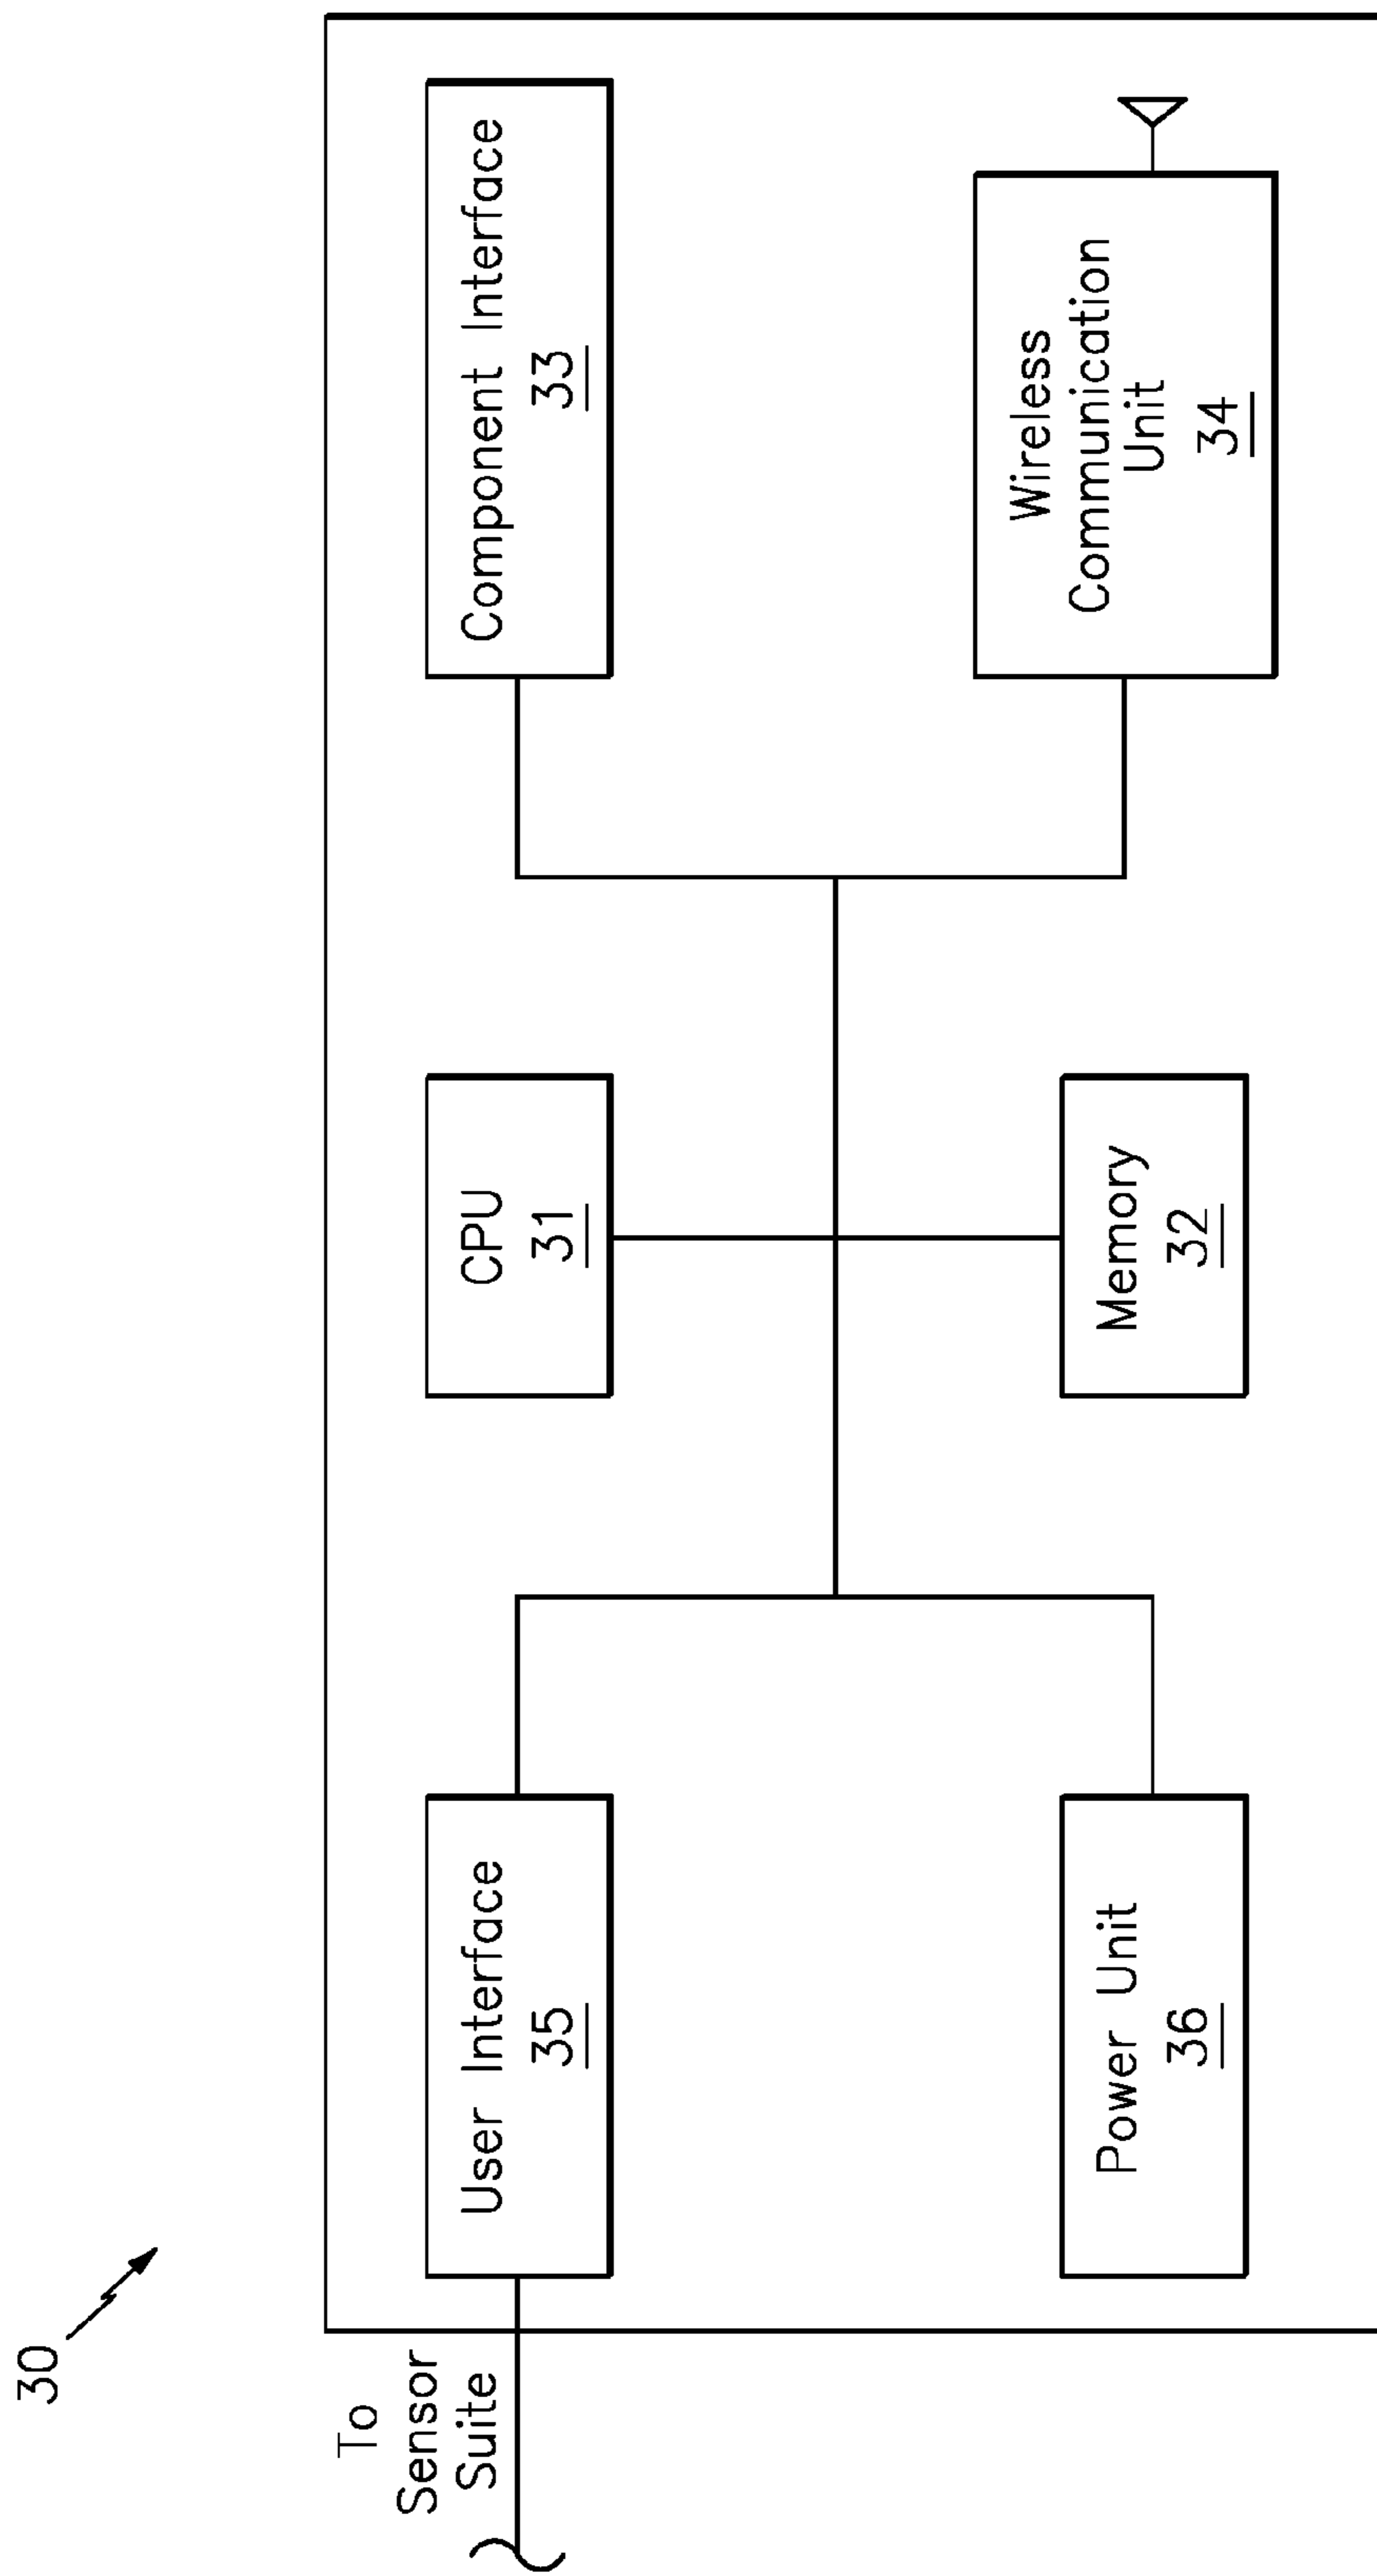 30
To
Sensor
Suite
User Interface
35
CPU
31
Component Interface
33
Power Unit
36
Memory
32
Wireless
Communication
Unit
34